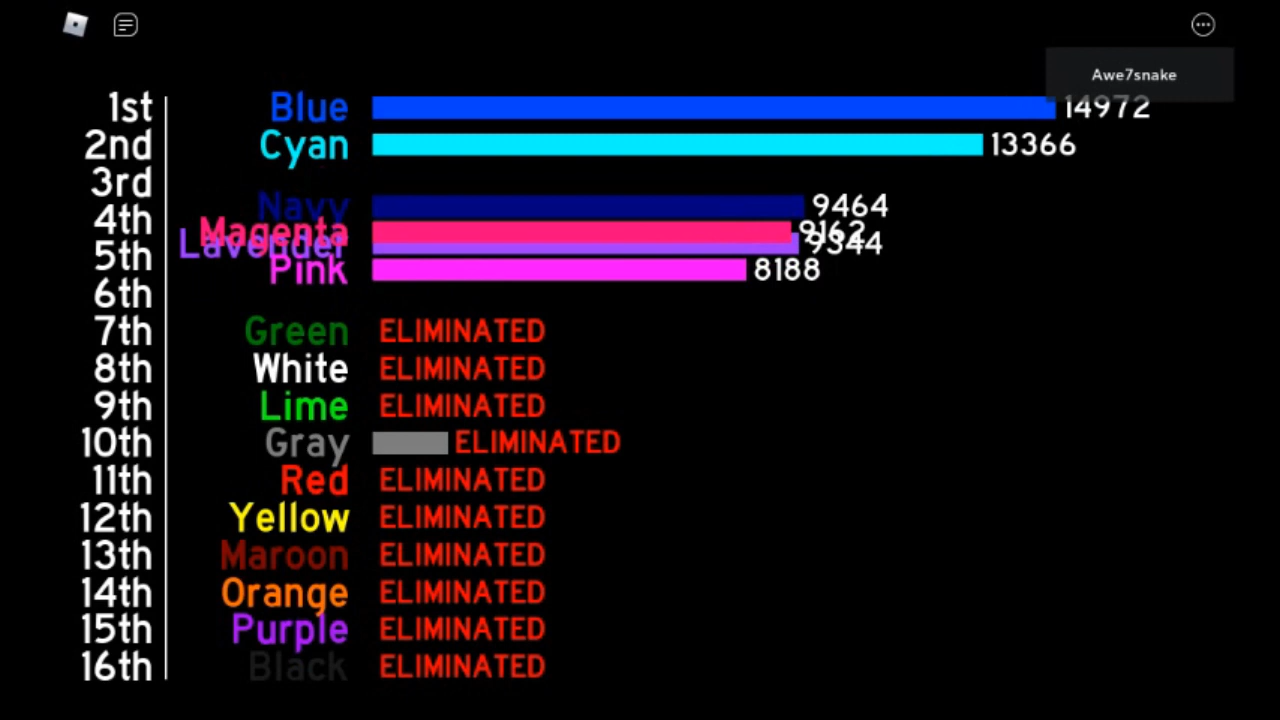 Awe7snake
1st Blue 14972
2nd Cyan 13366
3rd
Navy 9464
4th
Magenta 9162
Lavender 9344
5th
Pink 8188
6th
7th Green ELIMINATED
8th White ELIMINATED
9th Lime ELIMINATED
10th Gray ELIMINATED
11th Red ELIMINATED
12th Yellow ELIMINATED
13th Maroon ELIMINATED
14th Orange ELIMINATED
15th Purple ELIMINATED
16th Black ELIMINATED